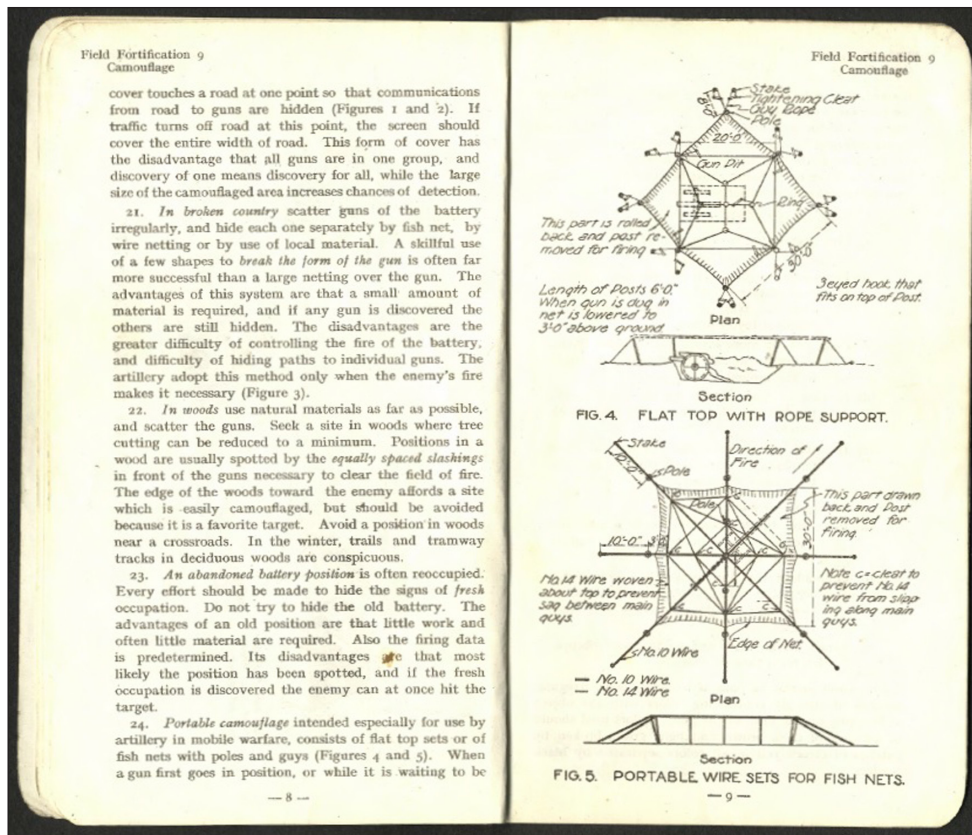 Field Fortification 9
Camouflage
cover touches a road at one point so that communications
from road to guns are hidden (Figures 1 and 2). If
traffic turns off road at this point, the screen should
cover the entire width of road. This form of cover has
the disadvantage that all guns are in one group, and
discovery of one means discovery for all, while the large
size of the camouflaged area increases chances of detection.
21. In broken country scatter guns of the battery
irregularly, and hide each one separately by fish net, by
wire netting or by use of local material. A skillful use
of a few shapes to break the form of the gun is often far
more successful than a large netting over the gun. The
advantages of this system are that a small amount of
material is required, and if any gun is discovered the
others are still hidden. The disadvantages are the
greater difficulty of controlling the fire of the battery,
and difficulty of hiding paths to individual guns. The
artillery adopt this method only when the enemy's fire
makes it necessary (Figure 3).
22. In woods use natural materials as far as possible,
and scatter the guns. Seek a site in woods where tree
cutting can be reduced to a minimum. Positions in a
wood are usually spotted by the equally spaced slashings
in front of the guns necessary to clear the field of fire.
The edge of the woods toward the enemy affords a site
which is easily camouflaged, but should be avoided
because it is a favorite target. Avoid a position in woods
near a crossroads. In the winter, trails and tramway
tracks in deciduous woods are conspicuous.
23. An abandoned battery position is often reoccupied.
Every effort should be made to hide the signs of fresh
occupation. Do not try to hide the old battery. The
advantages of an old position are that little work and
often little material are required. Also the firing data
is predetermined. Its disadvantages are that most
likely the position has been spotted, and if the fresh
occupation is discovered the enemy can at once hit the
target.
24. Portable camouflage intended especially for use by
artillery in mobile warfare, consists of flat top sets or of
fish nets with poles and guys (Figures 4 and 5). When
a gun first goes in position, or while it is waiting to be
— 8 —
Field Fortification 9
Camouflage
Stake
Tightening Cleat
Guy Rope
Pole
8'-0"
20'-0"
Gun Pit
Ring
This part is rolled
back and post re-
moved for firing
30'-0"
Length of Posts 6'-0."
When gun is dug in
net is lowered to
3'-0" above ground
3 eyed hook that
fits on top of Post.
Plan
Section
FIG. 4. FLAT TOP WITH ROPE SUPPORT.
Stake
10'-0"
Pole
Direction of
Fire
Pole
This part drawn
back and Post
removed for
firing.
30'-0"
10'-0"
No. 14 Wire woven
about top to prevent
sag between main
guys.
Note c = cleat to
prevent No. 14
wire from slipp
ing along main
guys.
Edge of Net.
No. 10 Wire
No. 10 Wire.
No. 14 Wire
Plan
Section
FIG. 5. PORTABLE WIRE SETS FOR FISH NETS.
— 9 —